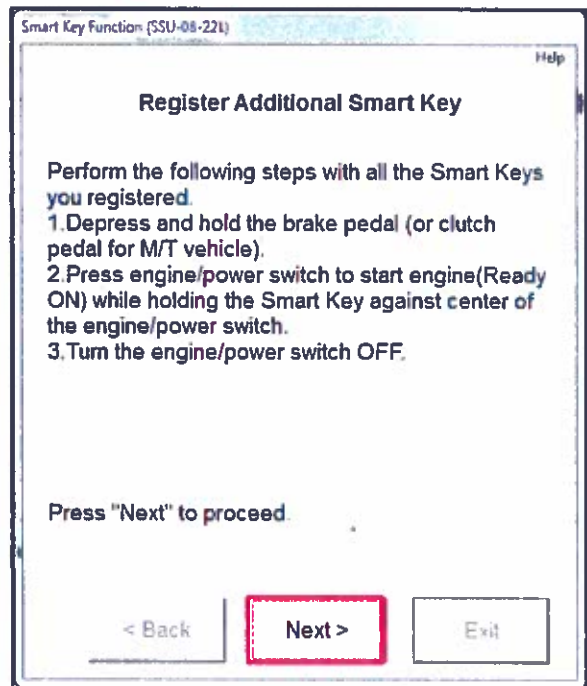 Smart Key Function (SSU-08-22L)
Help
Register Additional Smart Key
Perform the following steps with all the Smart Keys
you registered.
1.Depress and hold the brake pedal (or clutch
pedal for M/T vehicle).
2.Press engine/power switch to start engine(Ready
ON) while holding the Smart Key against center of
the engine/power switch.
3.Turn the engine/power switch OFF.
Press "Next" to proceed.
< Back
Next >
Exit